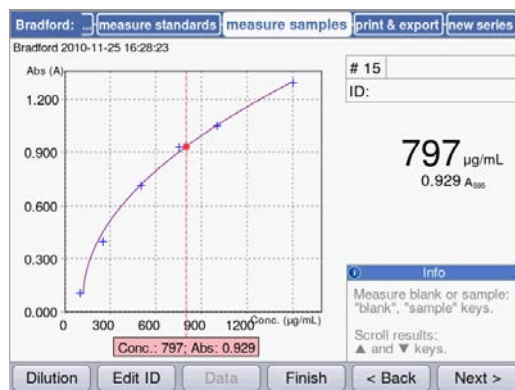 Bradford: ... measure standards measure samples print & export new series
Bradford 2010-11-25 16:28:23
Abs (A)
1.200
0.900
0.600
0.300
0.000
0 300 600 900 1200 Conc. (µg/mL)
Conc.: 797; Abs: 0.929
# 15
ID:
797 µg/mL
0.929 A595
Info
Measure blank or sample:
"blank", "sample" keys.
Scroll results:
▲ and ▼ keys.
Dilution Edit ID Data Finish < Back Next >